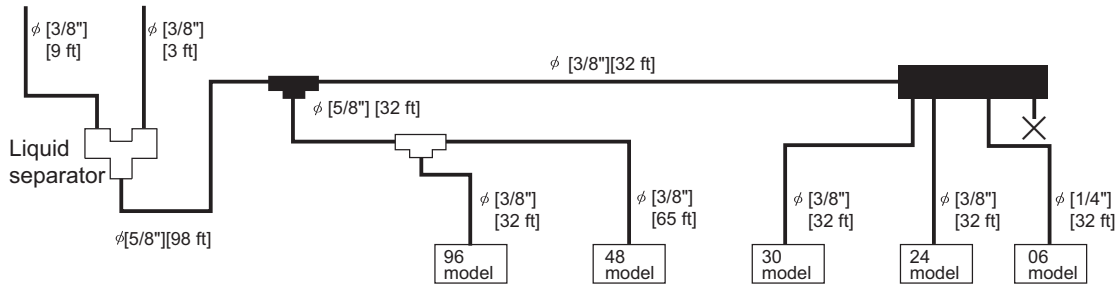 ϕ [3/8"]
[9 ft]
ϕ [3/8"]
[3 ft]
ϕ [3/8"][32 ft]
ϕ [5/8"] [32 ft]
Liquid
separator
ϕ[5/8"][98 ft]
ϕ [3/8"]
[32 ft]
ϕ [3/8"]
[65 ft]
ϕ [3/8"]
[32 ft]
ϕ [3/8"]
[32 ft]
ϕ [1/4"]
[32 ft]
96
model
48
model
30
model
24
model
06
model